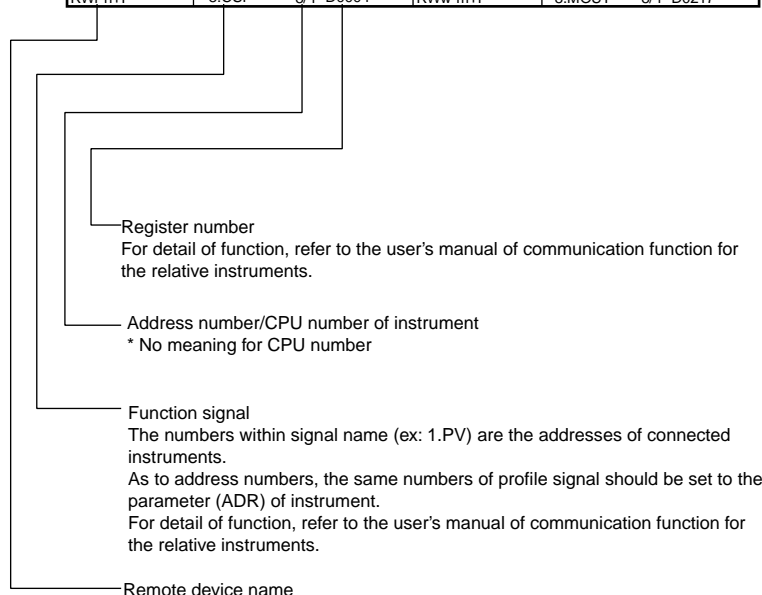 Register number
For detail of function, refer to the user's manual of communication function for
the relative instruments.
Address number/CPU number of instrument
* No meaning for CPU number
Function signal
The numbers within signal name (ex: 1.PV) are the addresses of connected
instruments.
As to address numbers, the same numbers of profile signal should be set to the
parameter (ADR) of instrument.
For detail of function, refer to the user's manual of communication function for
the relative instruments.
Remote device name